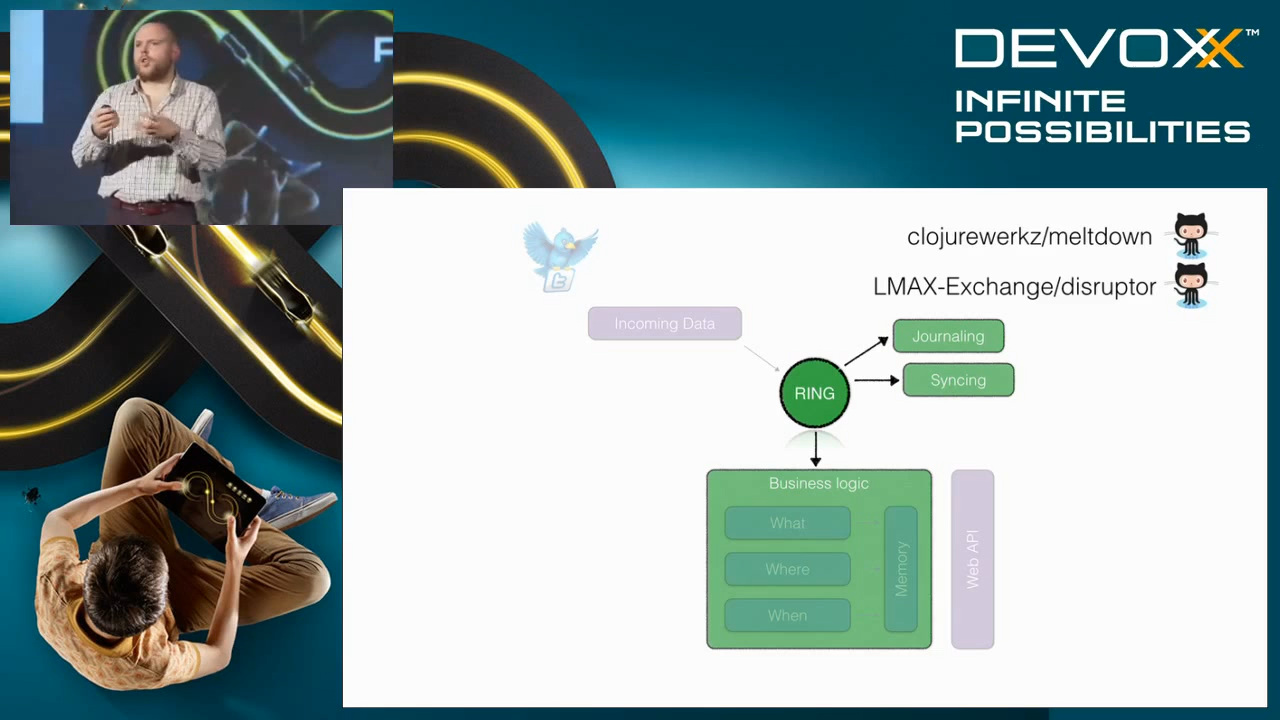 DEVOXX™
INFINITE
POSSIBILITIES
clojurewerkz/meltdown
LMAX-Exchange/disruptor
Incoming Data
Journaling
Syncing
RING
Business logic
What
Where
When
Memory
Web API